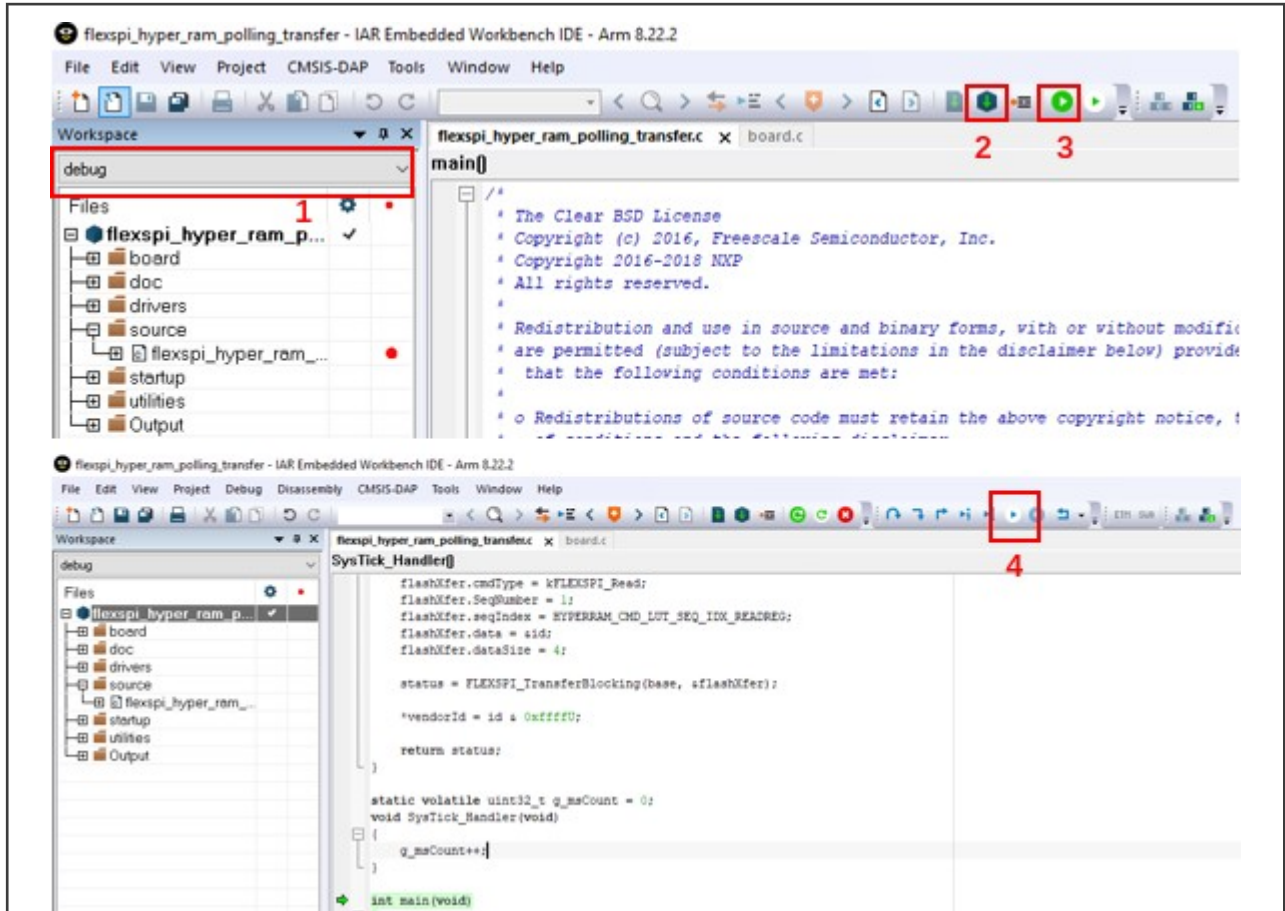 flexspi_hyper_ram_polling_transfer - IAR Embedded Workbench IDE - Arm 8.22.2
File Edit View Project CMSIS-DAP Tools Window Help
Workspace
flexspi_hyper_ram_polling_transfer.c x board.c
2 3
debug
main()
Files
1
flexspi_hyper_ram_p...
board
doc
drivers
source
flexspi_hyper_ram_...
startup
utilities
Output
/*
* The Clear BSD License
* Copyright (c) 2016, Freescale Semiconductor, Inc.
* Copyright 2016-2018 NXP
* All rights reserved.
*
* Redistribution and use in source and binary forms, with or without modific
* are permitted (subject to the limitations in the disclaimer below) provide
* that the following conditions are met:
*
* o Redistributions of source code must retain the above copyright notice, t
of conditions and the following disclaimer
flexspi_hyper_ram_polling_transfer - IAR Embedded Workbench IDE - Arm 8.22.2
File Edit View Project Debug Disassembly CMSIS-DAP Tools Window Help
Workspace
flexspi_hyper_ram_polling_transfer.c x board.c
4
debug
SysTick_Handler()
Files
flexspi_hyper_ram_p...
board
doc
drivers
source
flexspi_hyper_ram_...
startup
utilities
Output
flashXfer.cmdType = kFLEXSPI_Read;
flashXfer.SeqNumber = 1;
flashXfer.seqIndex = HYPERRAM_CMD_LUT_SEQ_IDX_READREG;
flashXfer.data = &id;
flashXfer.dataSize = 4;
status = FLEXSPI_TransferBlocking(base, &flashXfer);
*vendorId = id & 0xffffU;
return status;
}
static volatile uint32_t g_msCount = 0;
void SysTick_Handler(void)
{
g_msCount++;
}
int main(void)